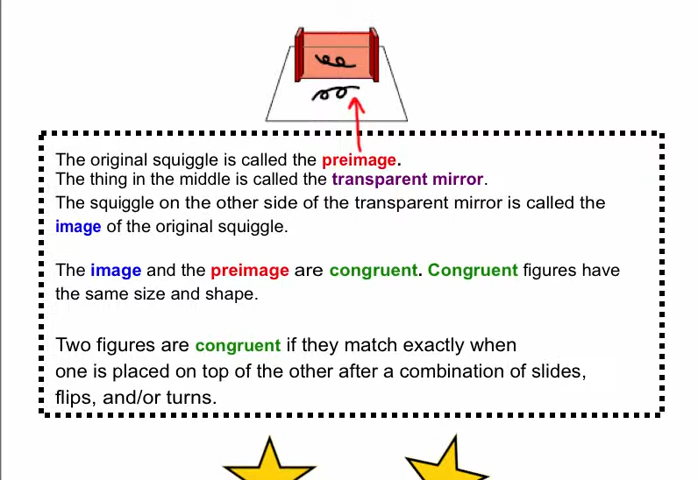 The original squiggle is called the preimage.
The thing in the middle is called the transparent mirror.
The squiggle on the other side of the transparent mirror is called the
image of the original squiggle.
The image and the preimage are congruent. Congruent figures have
the same size and shape.
Two figures are congruent if they match exactly when
one is placed on top of the other after a combination of slides,
flips, and/or turns.